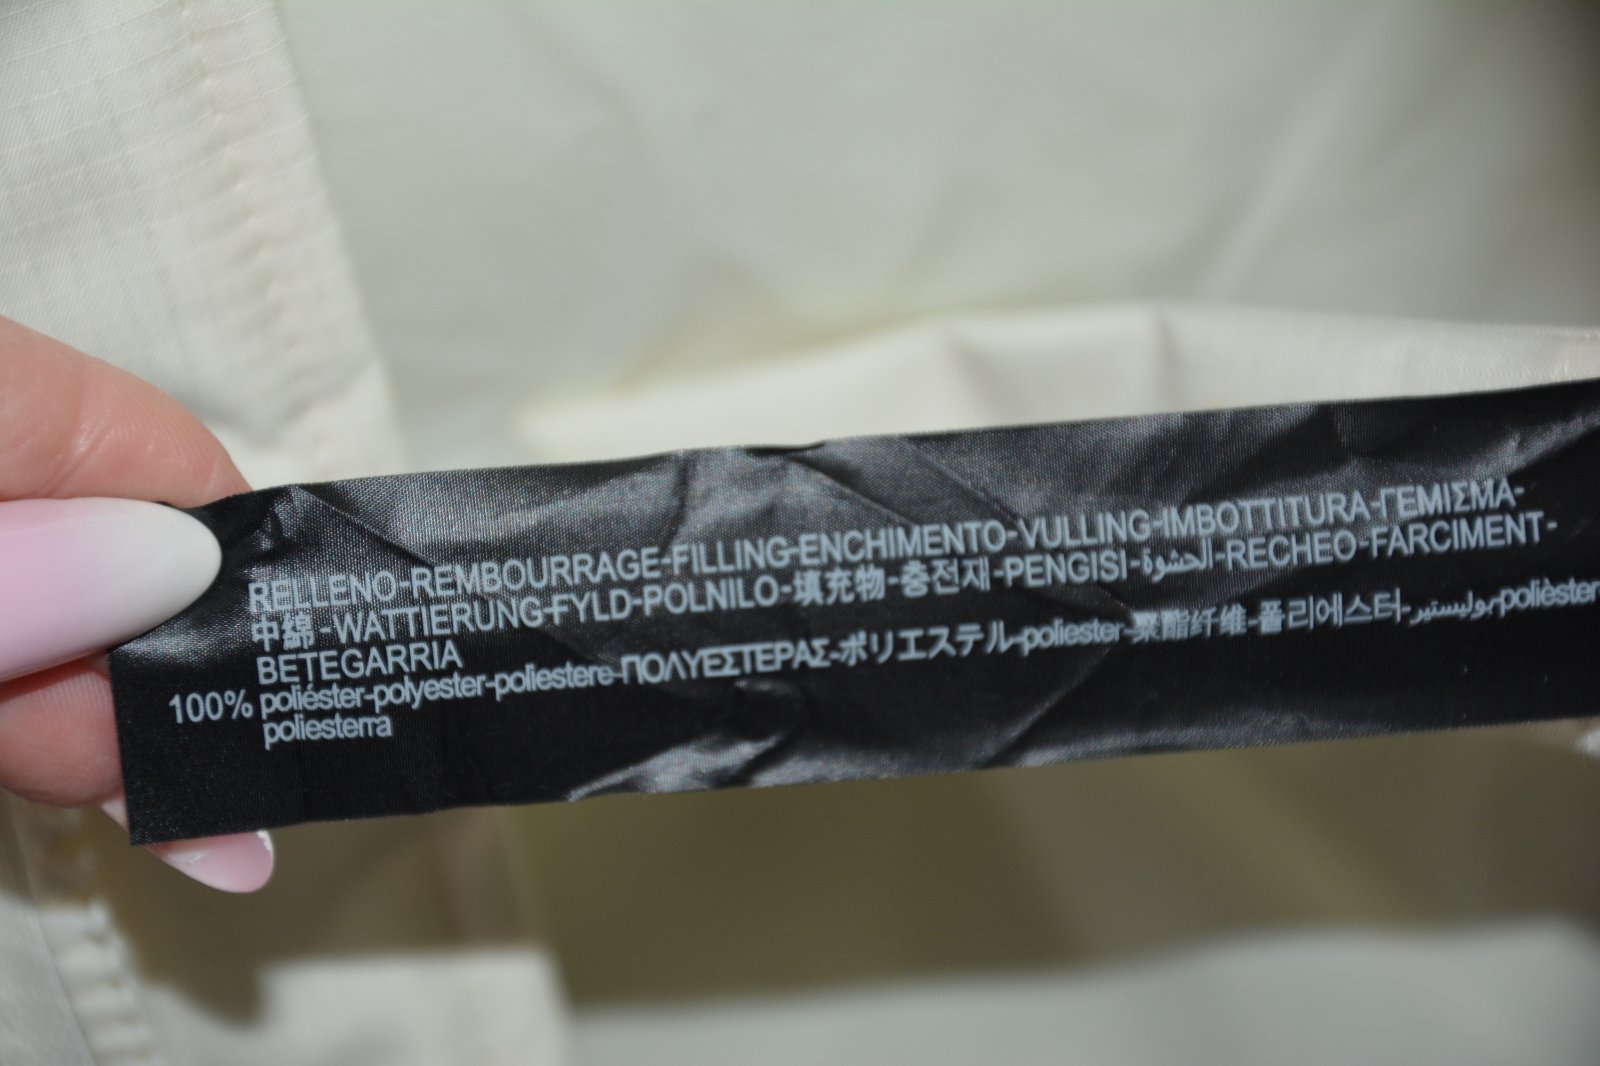 RELLENO-REMBOURRAGE-FILLING-ENCHIMENTO-VULLING-IMBOTTITURA-ΓΕΜΙΣΜΑ-
中綿-WATTIERUNG-FYLD-POLNILO-填充物-충전재-PENGISI-الحشوة-RECHEO-FARCIMENT-
BETEGARRIA
100% poliéster-polyester-poliestere-ΠΟΛΥΕΣΤΕΡΑΣ-ポリエステル-poliester-聚酯纤维-폴리에스터-بوليستير-polièster
poliesterra